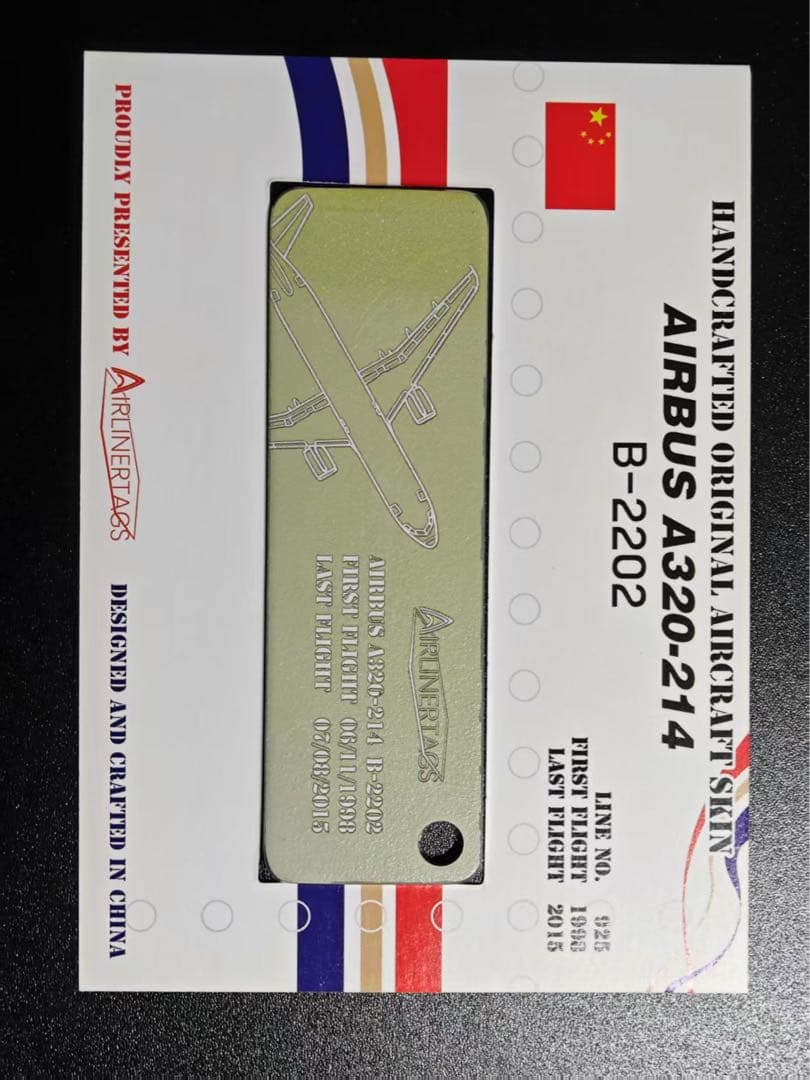 HANDCRAFTED ORIGINAL AIRCRAFT SKIN
AIRBUS A320-214
B-2202
LINE NO. 925
FIRST FLIGHT 1998
LAST FLIGHT 2015
AIRLINERTAGS
AIRBUS A320-214 B-2202
FIRST FLIGHT 06/11/1998
LAST FLIGHT 07/08/2015
PROUDLY PRESENTED BY AIRLINERTAGS DESIGNED AND CRAFTED IN CHINA